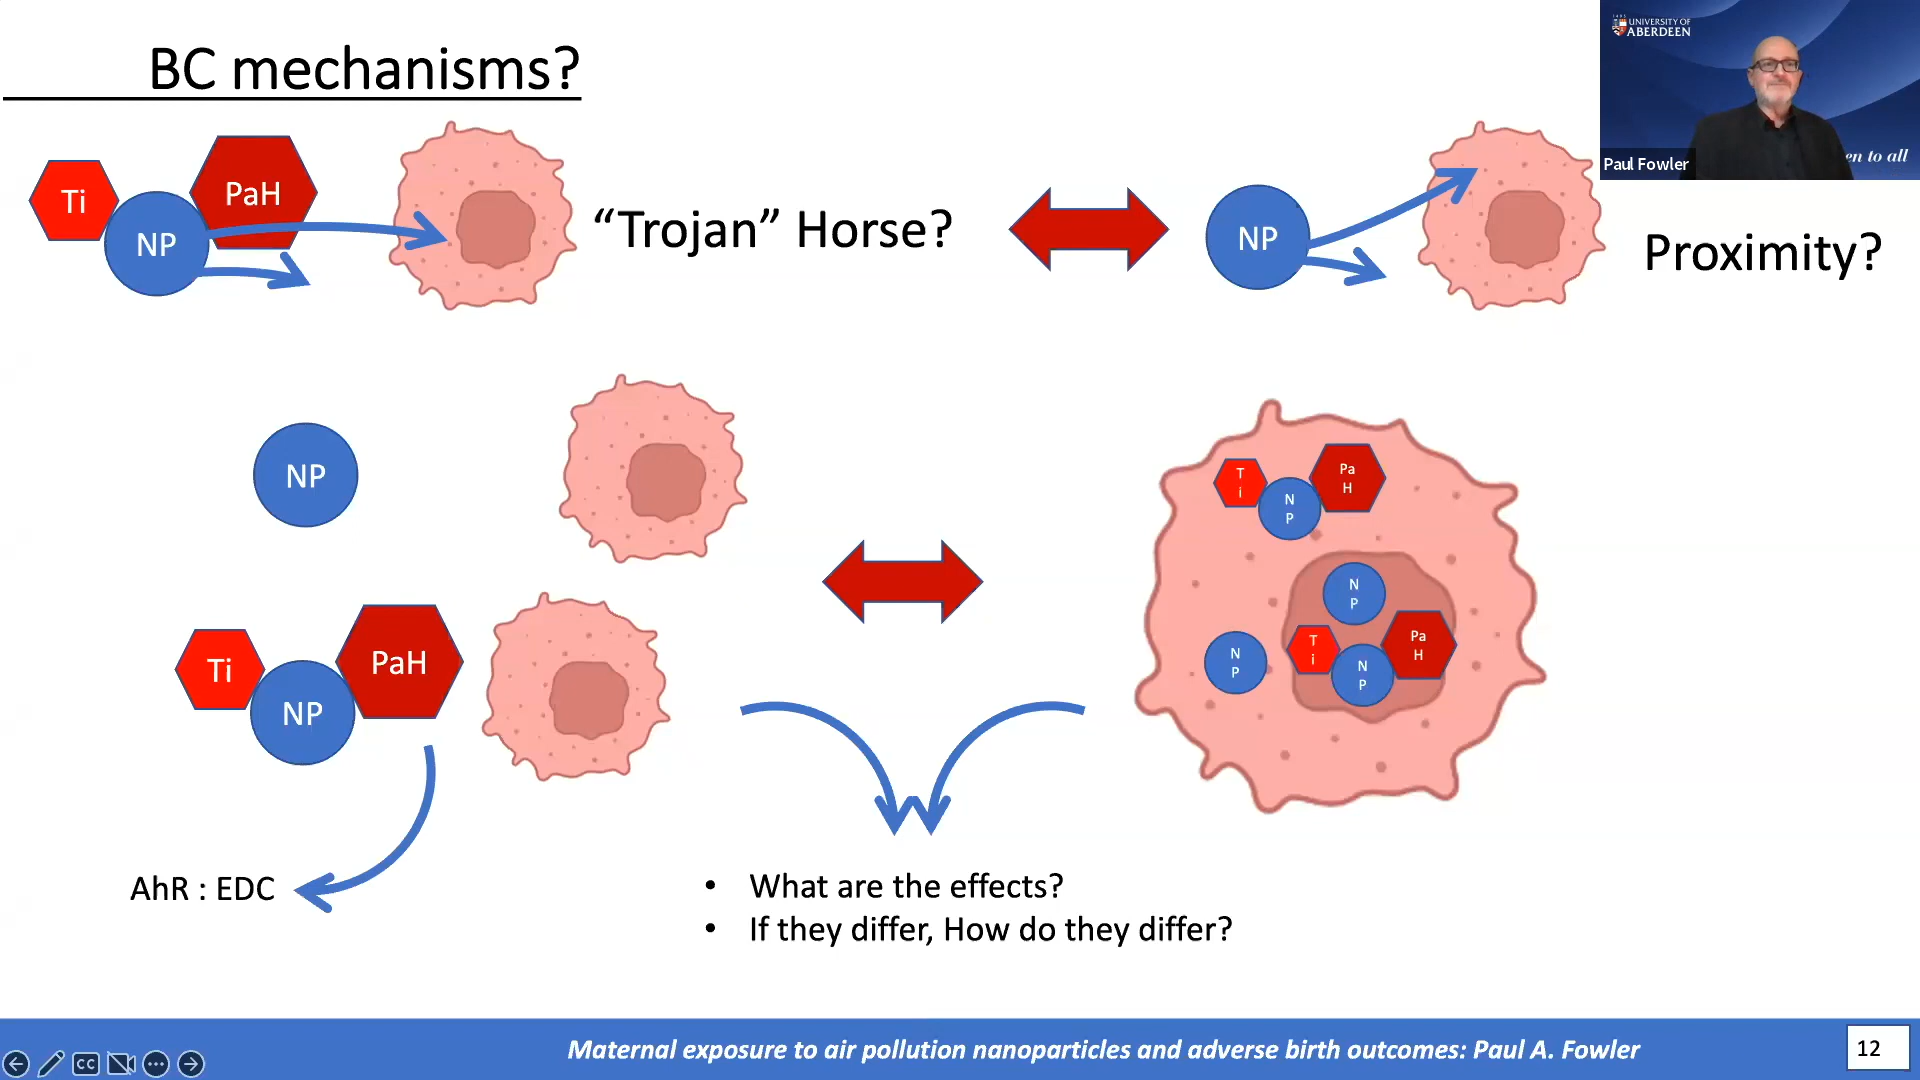 BC mechanisms?
1495
UNIVERSITY OF
ABERDEEN
en to all
Paul Fowler
Ti
NP
PaH
“Trojan” Horse?
NP
Proximity?
NP
T
i
N
P
Pa
H
N
P
N
P
T
i
N
P
Pa
H
Ti
NP
PaH
AhR : EDC
• What are the effects?
• If they differ, How do they differ?
Maternal exposure to air pollution nanoparticles and adverse birth outcomes: Paul A. Fowler
12
CC